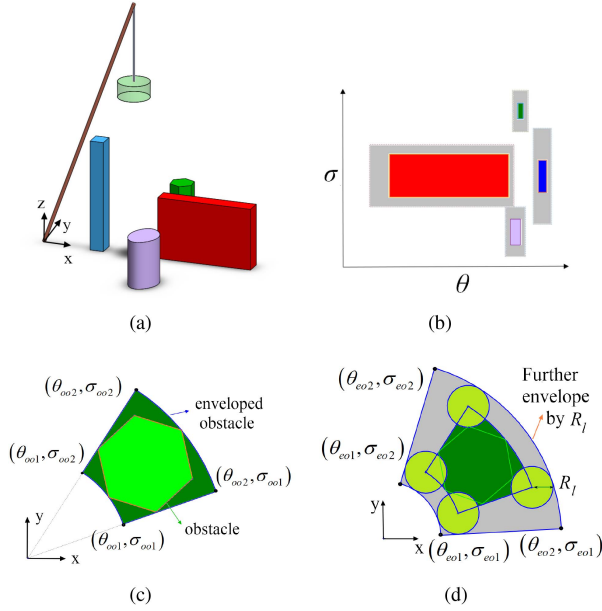 z
y
x
(a)
σ
θ
(b)
(θoo2, σoo2)
enveloped
obstacle
(θoo1, σoo2)
(θoo2, σoo1)
y
(θoo1, σoo1)
obstacle
x
(c)
(θeo2, σeo2)
Further
envelope
by Rl
(θeo1, σeo2)
Rl
y
x
(θeo1, σeo1)
(θeo2, σeo1)
(d)